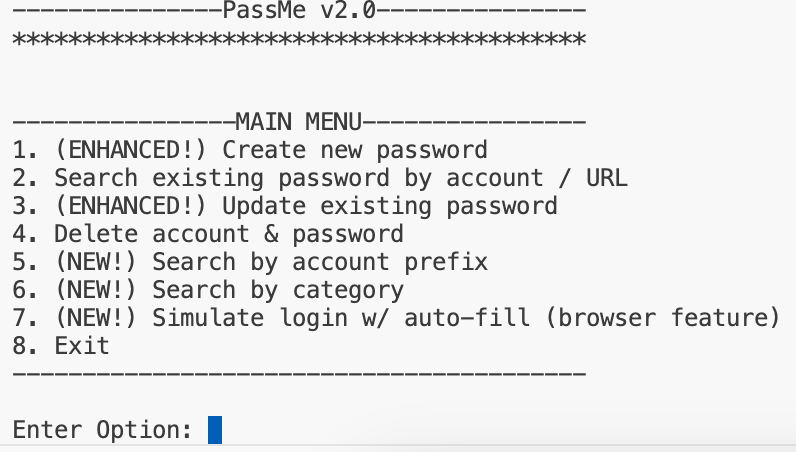 ---------------PassMe v2.0---------------
*****************************************
----------------MAIN MENU----------------
1. (ENHANCED!) Create new password
2. Search existing password by account / URL
3. (ENHANCED!) Update existing password
4. Delete account & password
5. (NEW!) Search by account prefix
6. (NEW!) Search by category
7. (NEW!) Simulate login w/ auto-fill (browser feature)
8. Exit
-----------------------------------------
Enter Option: